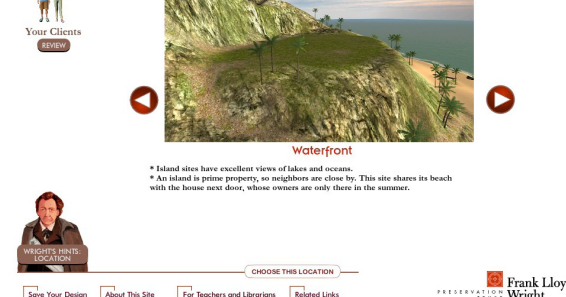 Your Clients
REVIEW
Waterfront
* Island sites have excellent views of lakes and oceans.
* An island is prime property, so neighbors are close by. This site shares its beach
with the house next door, whose owners are only there in the summer.
WRIGHT'S HINTS:
LOCATION
CHOOSE THIS LOCATION
Save Your Design
About This Site
For Teachers and Librarians
Related Links
Frank Lloy
PRESERVATION
Wright